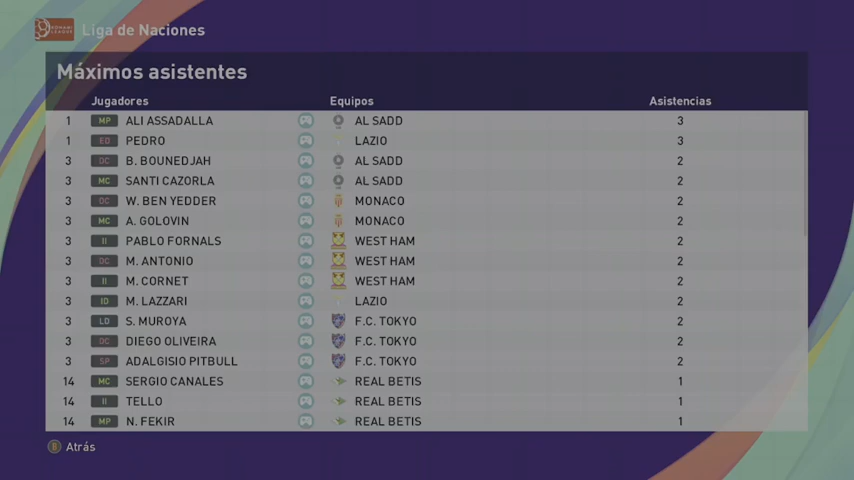 KONAMI LEAGUE Liga de Naciones
Máximos asistentes
Jugadores Equipos Asistencias
1 MP ALI ASSADALLA AL SADD 3
1 ED PEDRO LAZIO 3
3 DC B. BOUNEDJAH AL SADD 2
3 MC SANTI CAZORLA AL SADD 2
3 DC W. BEN YEDDER MONACO 2
3 MC A. GOLOVIN MONACO 2
3 II PABLO FORNALS WEST HAM 2
3 DC M. ANTONIO WEST HAM 2
3 II M. CORNET WEST HAM 2
3 ID M. LAZZARI LAZIO 2
3 LD S. MUROYA F.C. TOKYO 2
3 DC DIEGO OLIVEIRA F.C. TOKYO 2
3 SP ADALGISIO PITBULL F.C. TOKYO 2
14 MC SERGIO CANALES REAL BETIS 1
14 II TELLO REAL BETIS 1
14 MP N. FEKIR REAL BETIS 1
B Atrás